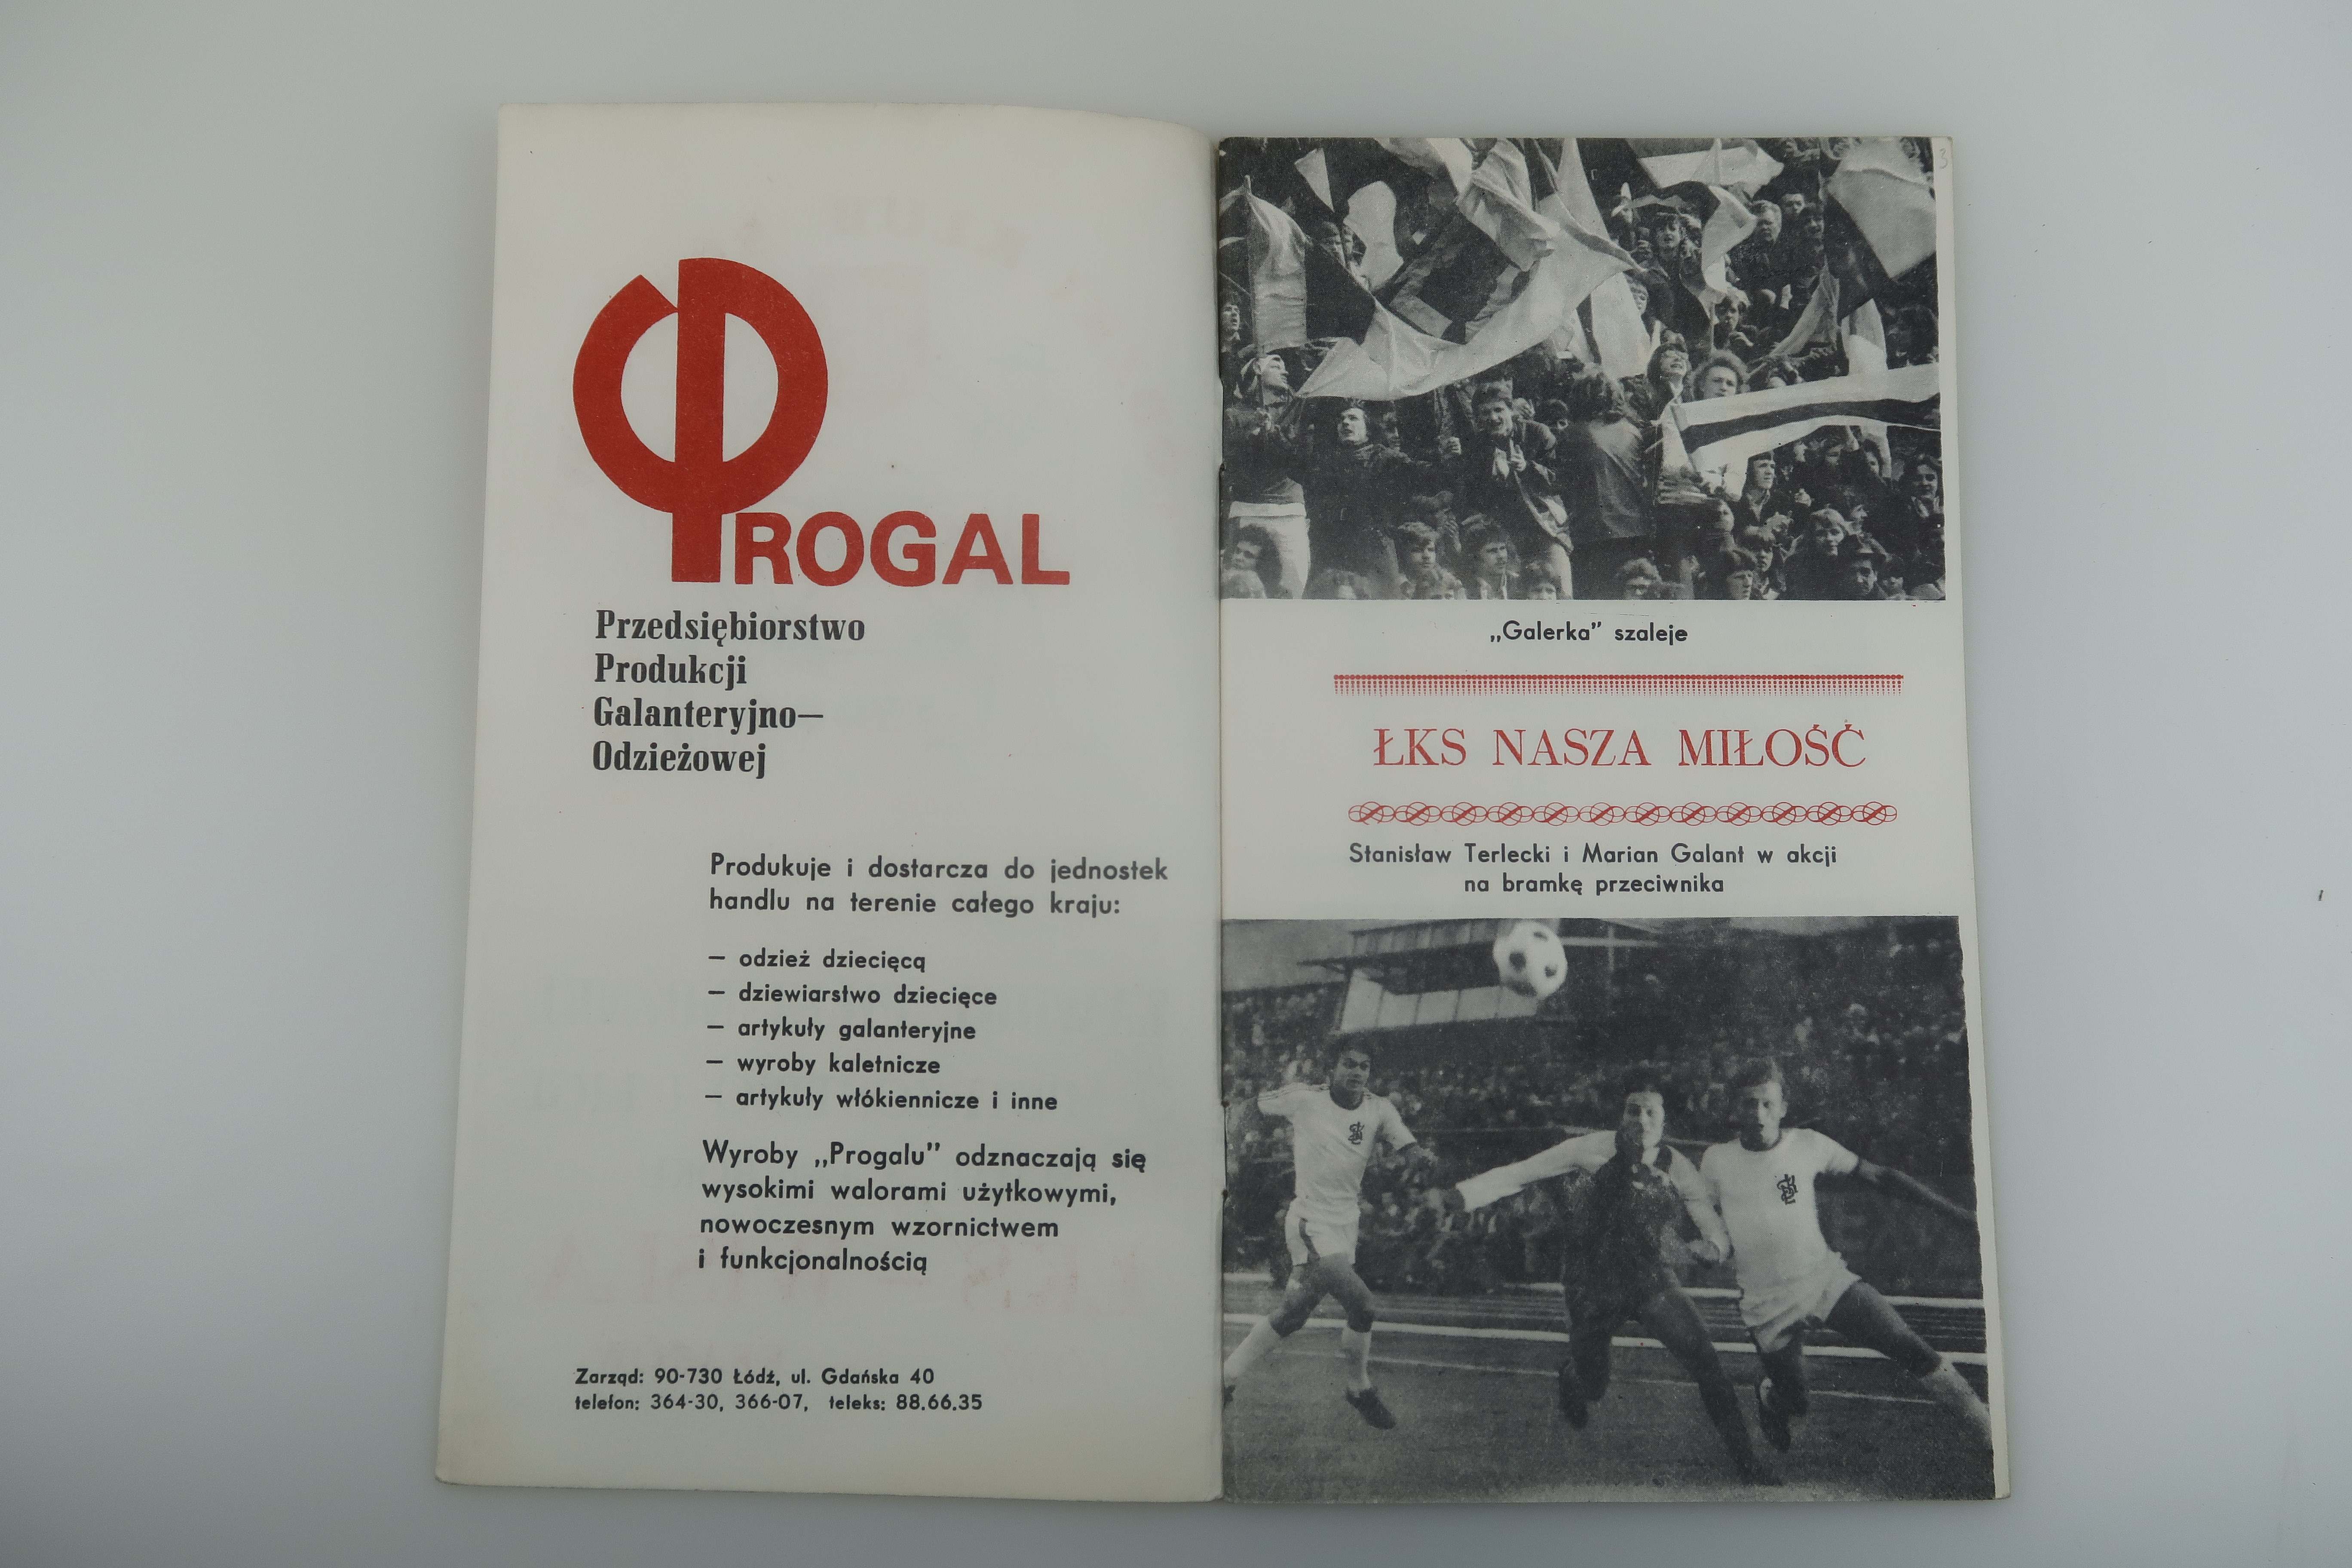 PROGAL
Przedsiębiorstwo
Produkcji
Galanteryjno—
Odzieżowej
Produkuje i dostarcza do jednostek
handlu na terenie całego kraju:
— odzież dziecięcą
— dziewiarstwo dziecięce
— artykuły galanteryjne
— wyroby kaletnicze
— artykuły włókiennicze i inne
Wyroby „Progalu” odznaczają się
wysokimi walorami użytkowymi,
nowoczesnym wzornictwem
i funkcjonalnością
Zarząd: 90-730 Łódź, ul. Gdańska 40
telefon: 364-30, 366-07, teleks: 88.66.35
3
„Galerka” szaleje
ŁKS NASZA MIŁOŚĆ
Stanisław Terlecki i Marian Galant w akcji
na bramkę przeciwnika